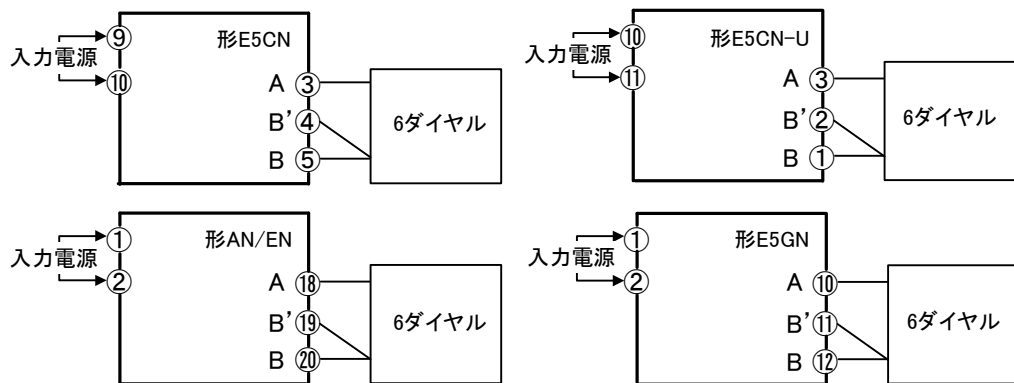 ⑨
形E5CN
入力電源
⑩
A ③
B' ④
B ⑤
6ダイヤル
⑩
形E5CN-U
入力電源
⑪
A ③
B' ②
B ①
6ダイヤル
①
形AN/EN
入力電源
②
A ⑱
B' ⑲
B ⑳
6ダイヤル
①
形E5GN
入力電源
②
A ⑩
B' ⑪
B ⑫
6ダイヤル